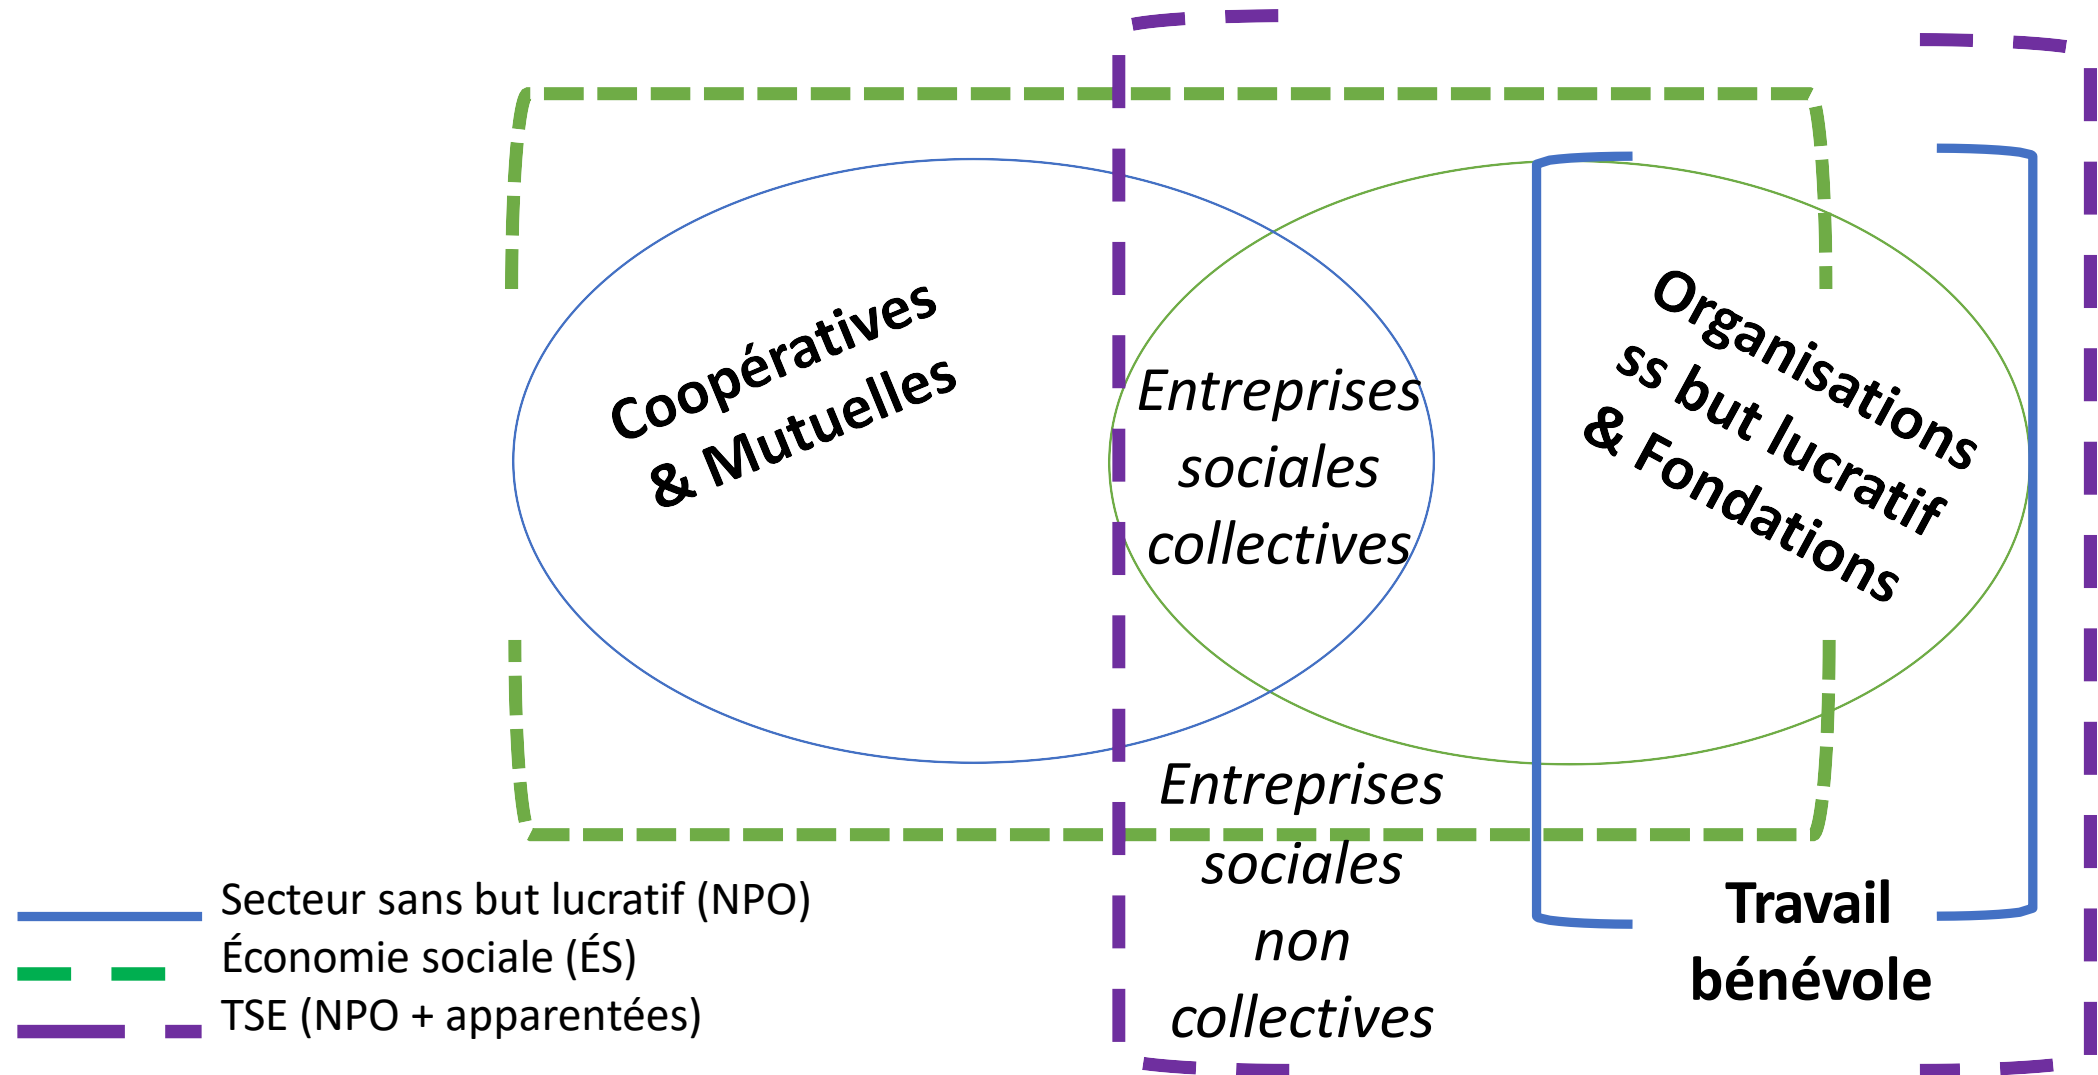 Coopératives
& Mutuelles
Entreprises
sociales
collectives
Organisations
ss but lucratif
& Fondations
Entreprises
sociales
non
collectives
Travail
bénévole
Secteur sans but lucratif (NPO)
Économie sociale (ÉS)
TSE (NPO + apparentées)